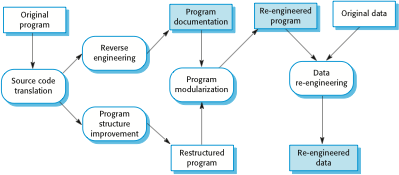 Original
program
Program
documentation
Re-engineered
program
Original data
Reverse
engineering
Source code
translation
Program
modularization
Data
re-engineering
Program
structure
improvement
Restructured
program
Re-engineered
data